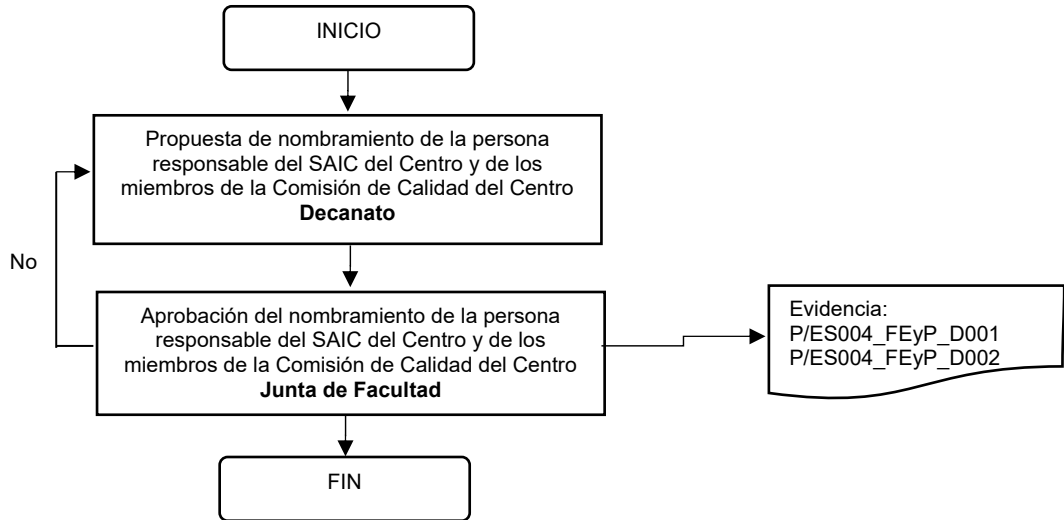 INICIO
Propuesta de nombramiento de la persona
responsable del SAIC del Centro y de los
miembros de la Comisión de Calidad del Centro
Decanato
No
Aprobación del nombramiento de la persona
responsable del SAIC del Centro y de los
miembros de la Comisión de Calidad del Centro
Junta de Facultad
Evidencia:
P/ES004_FEyP_D001
P/ES004_FEyP_D002
FIN